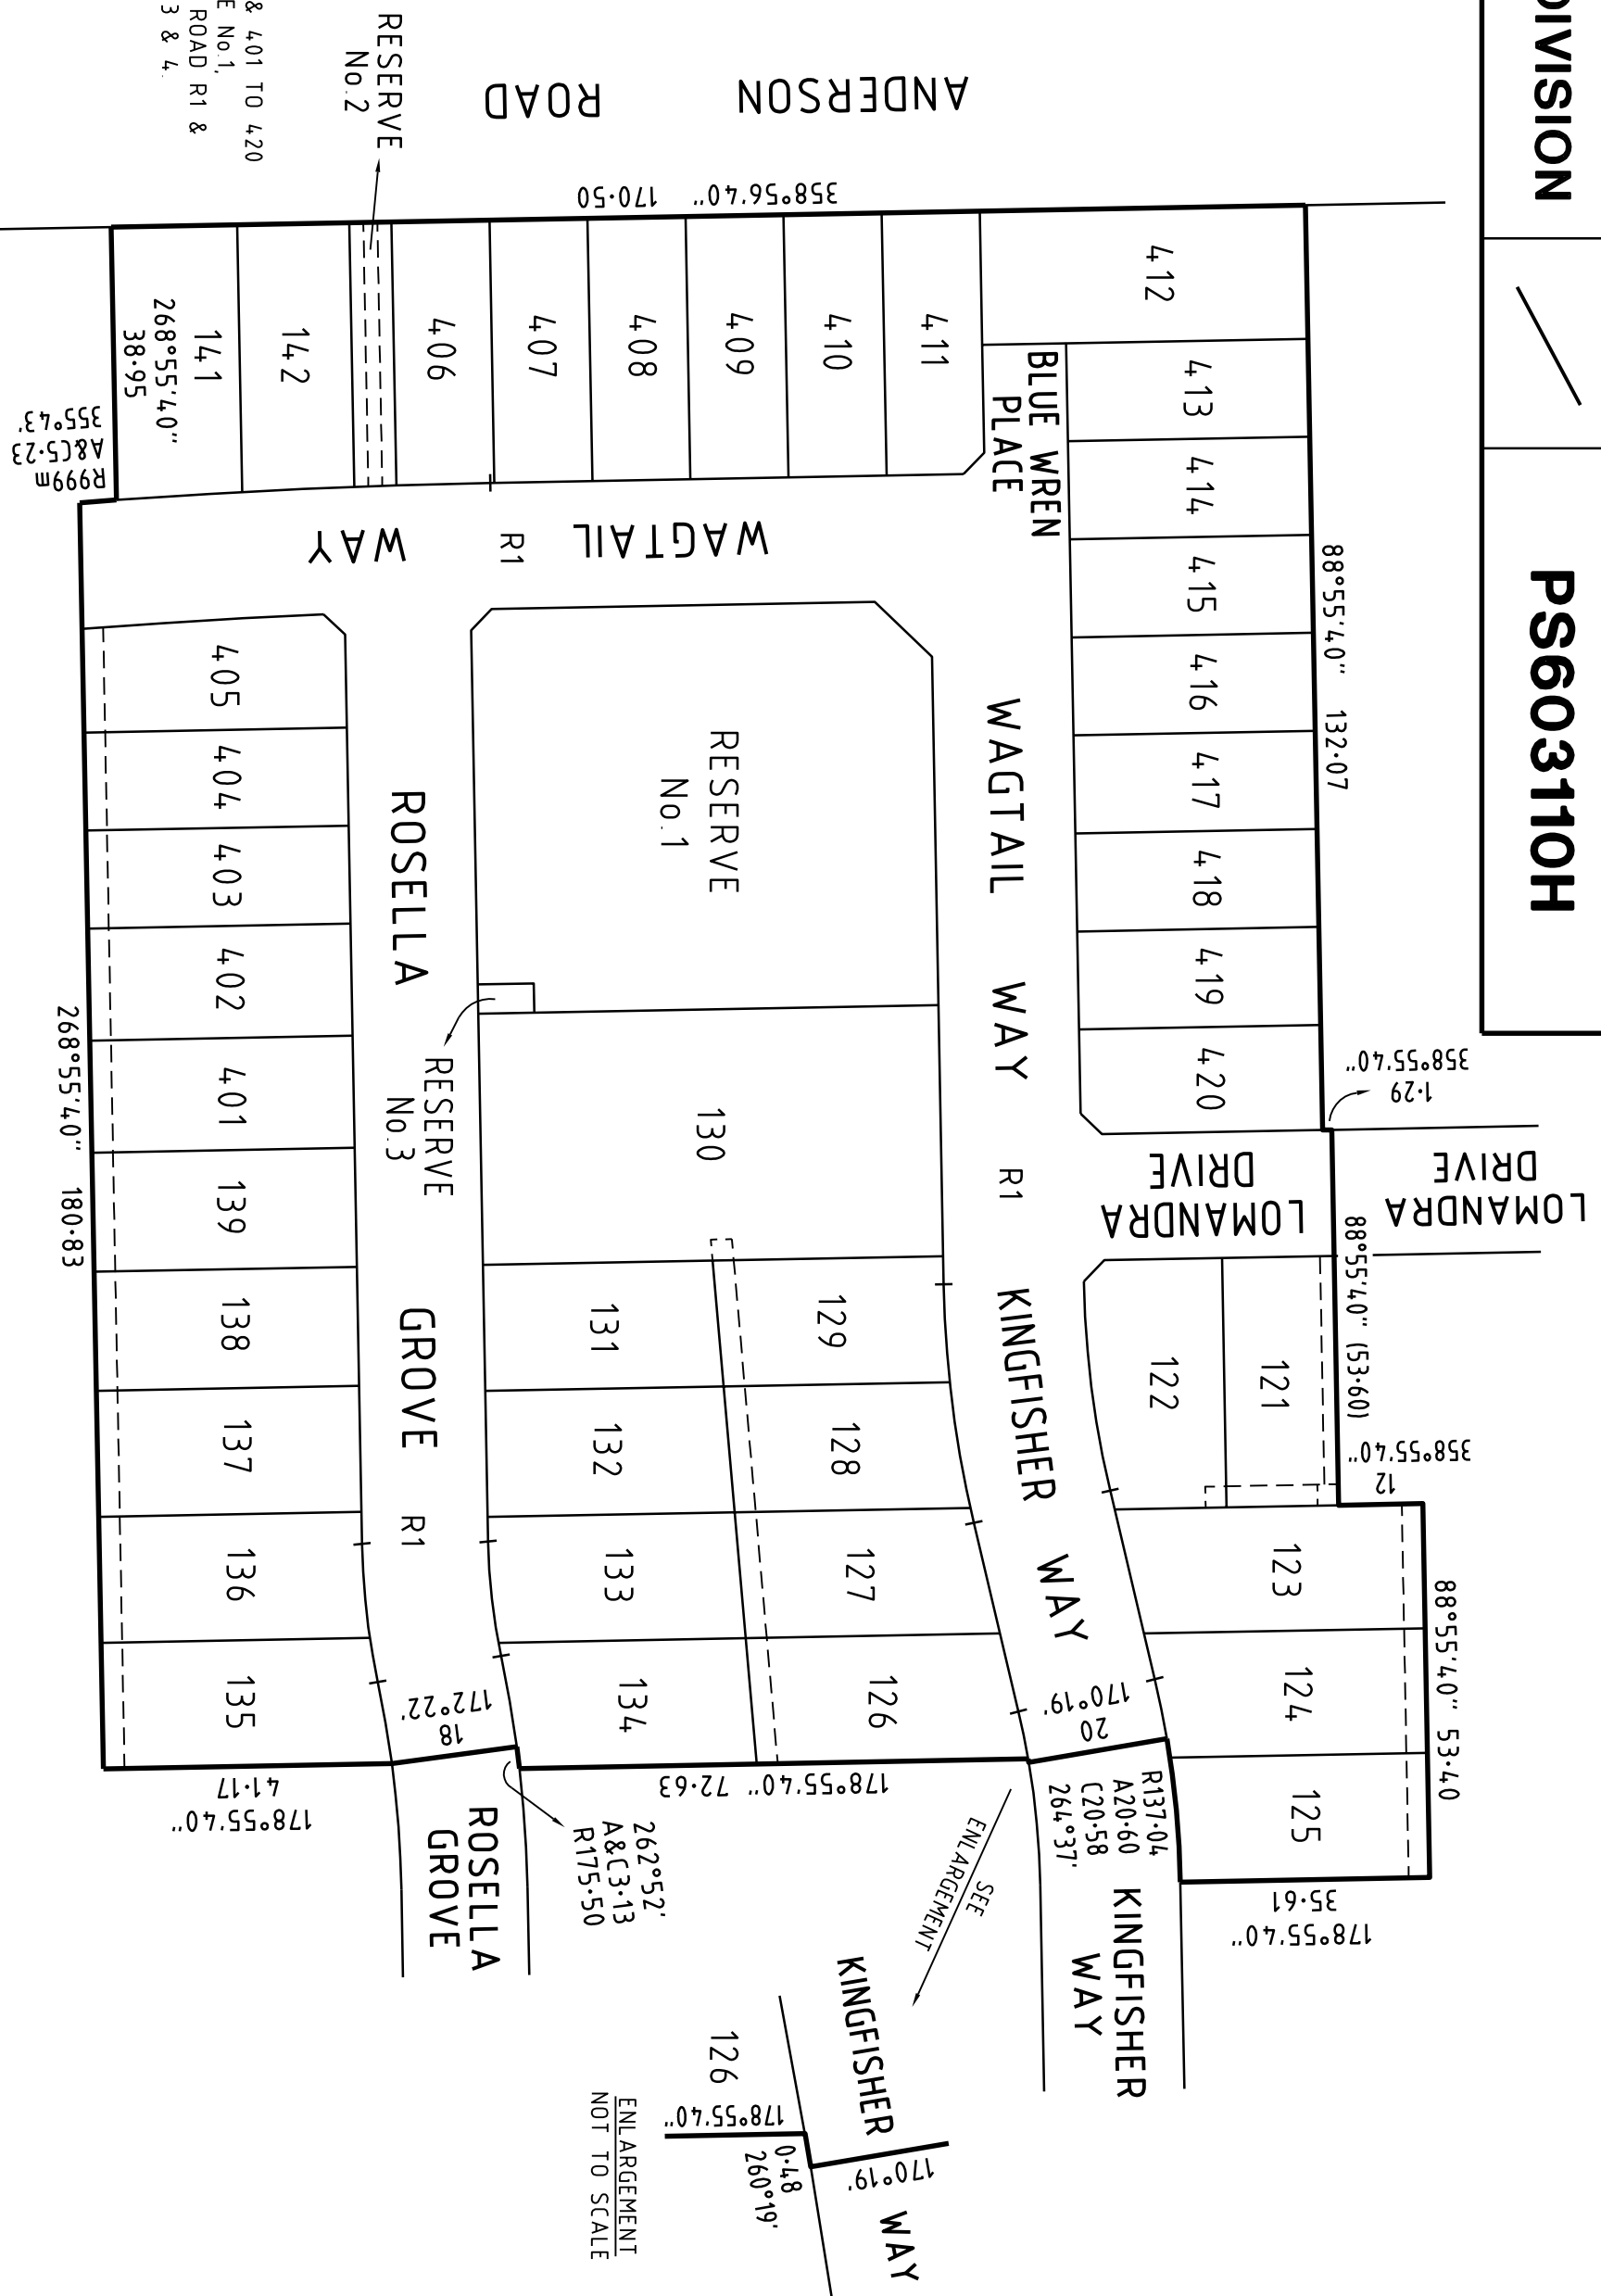 DIVISION
PS603110H
& 401 TO 420
E No.1,
ROAD R1 &
3 & 4.
RESERVE
No.2
ANDERSON ROAD
358°56'40" 170·50
141
268°55'40"
38·95
142
406
407
408
409
410
411
412
355°43'
A&C5·23
R999m
BLUE WREN
PLACE
413
414
415
416
417
418
419
420
88°55'40" 132·07
WAGTAIL WAY
R1
405
404
403
402
401
139
138
137
136
135
268°55'40" 180·83
ROSELLA GROVE
R1
RESERVE
No.1
RESERVE
No.3
130
WAGTAIL WAY
R1
358°55'40"
1·29
LOMANDRA
DRIVE
LOMANDRA
DRIVE
88°55'40" (53·60)
131
129
132
128
133
127
134
126
KINGFISHER WAY
122
121
358°55'40"
12
123
124
125
88°55'40" 53·40
172°22'
18
170°19'
20
178°55'40"
41·17
178°55'40" 72·63
262°52'
A&C3·13
R175·50
ROSELLA
GROVE
R137·04
A20·60
C20·58
264°37'
178°55'40"
35·61
KINGFISHER
WAY
SEE
ENLARGEMENT
KINGFISHER WAY
126
178°55'40"
0·48
260°19'
170°19'
ENLARGEMENT
NOT TO SCALE